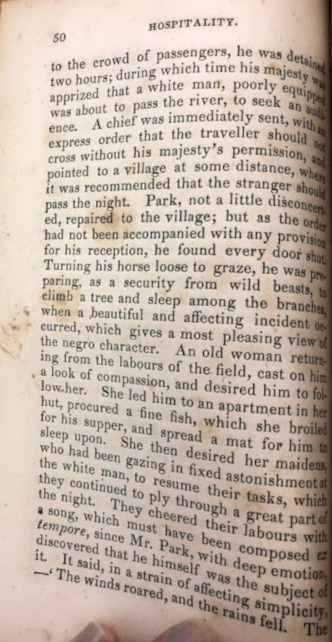 50
HOSPITALITY.
to the crowd of passengers, he was detained
two hours; during which time his majesty was
apprized that a white man, poorly equipped
was about to pass the river, to seek an audi
ence. A chief was immediately sent, with an
express order that the traveller should not
cross without his majesty's permission, and
pointed to a village at some distance, where
it was recommended that the stranger should
pass the night. Park, not a little disconcert
ed, repaired to the village; but as the order
had not been accompanied with any provision
for his reception, he found every door shut.
Turning his horse loose to graze, he was pre
paring, as a security from wild beasts, to
climb a tree and sleep among the branches,
when a beautiful and affecting incident oc
curred, which gives a most pleasing view of
the negro character. An old woman return-
ing from the labours of the field, cast on him
a look of compassion, and desired him to fol-
low her. She led him to an apartment in her
hut, procured a fine fish, which she broiled
for his supper, and spread a mat for him to
sleep upon. She then desired her maidens,
who had been gazing in fixed astonishment at
the white man, to resume their tasks, which
they continued to ply through a great part of
the night. They cheered their labours with
a song, which must have been composed ex
tempore, since Mr. Park, with deep emotion,
discovered that he himself was the subject of
it. It said, in a strain of affecting simplicity:
—'The winds roared, and the rains fell. The